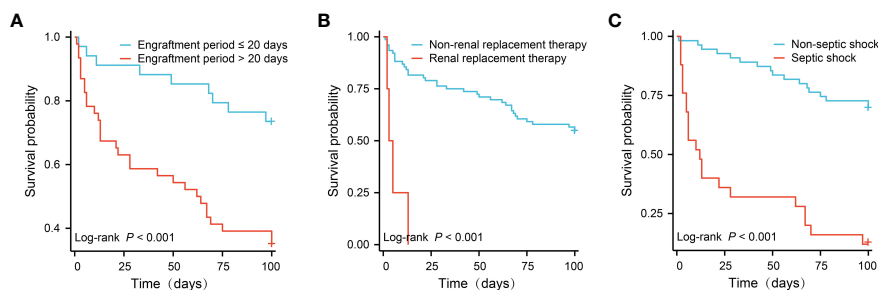 A
Engraftment period ≤ 20 days
Engraftment period > 20 days
1.0
0.8
0.6
0.4
Survival probability
Log-rank P < 0.001
0
25
50
75
100
Time（days）
B
Non-renal replacement therapy
Renal replacement therapy
1.00
0.75
0.50
0.25
0.00
Survival probability
Log-rank P < 0.001
0
25
50
75
100
Time（days）
C
Non-septic shock
Septic shock
1.00
0.75
0.50
0.25
Survival probability
Log-rank P < 0.001
0
25
50
75
100
Time（days）